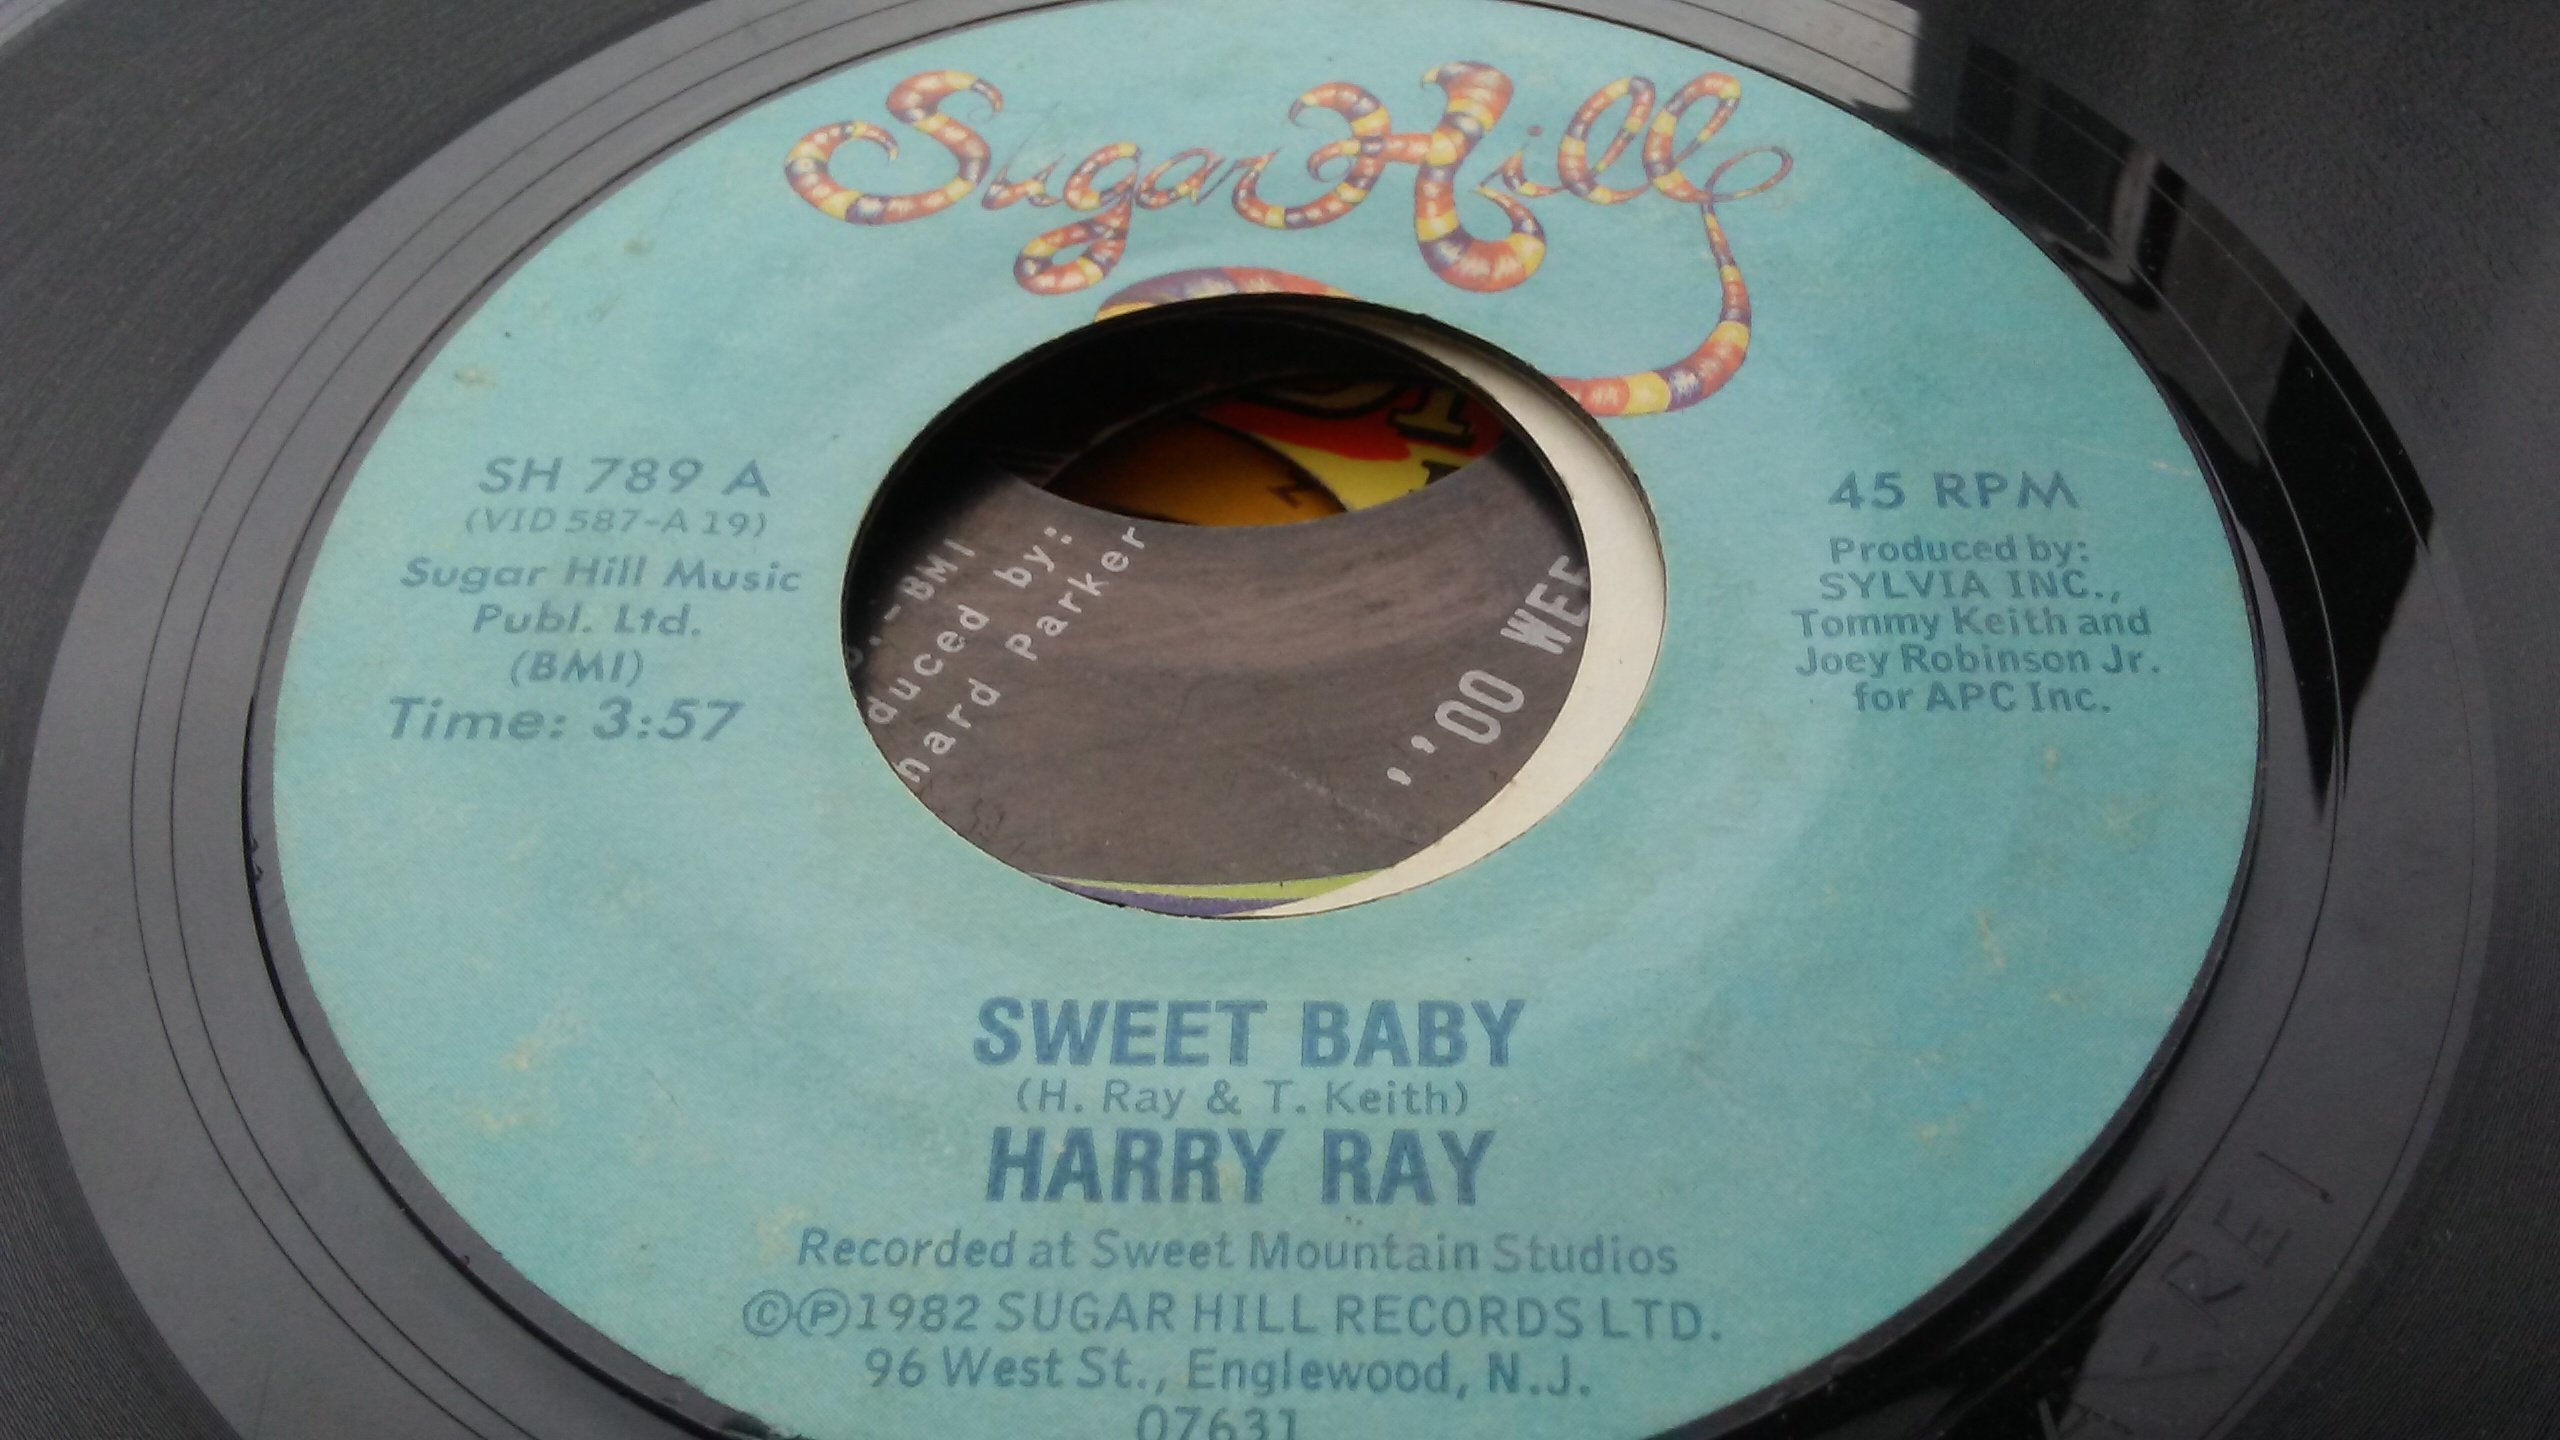 Sugar Hill
SH 789 A
(VID 587-A 19)
Sugar Hill Music
Publ. Ltd.
(BMI)
Time: 3:57
45 RPM
Produced by:
SYLVIA INC.,
Tommy Keith and
Joey Robinson Jr.
for APC Inc.
.-BMI
duced by:
hard Parker
'00 WEE
SWEET BABY
(H. Ray & T. Keith)
HARRY RAY
Recorded at Sweet Mountain Studios
©℗1982 SUGAR HILL RECORDS LTD.
96 West St., Englewood, N.J.
07631